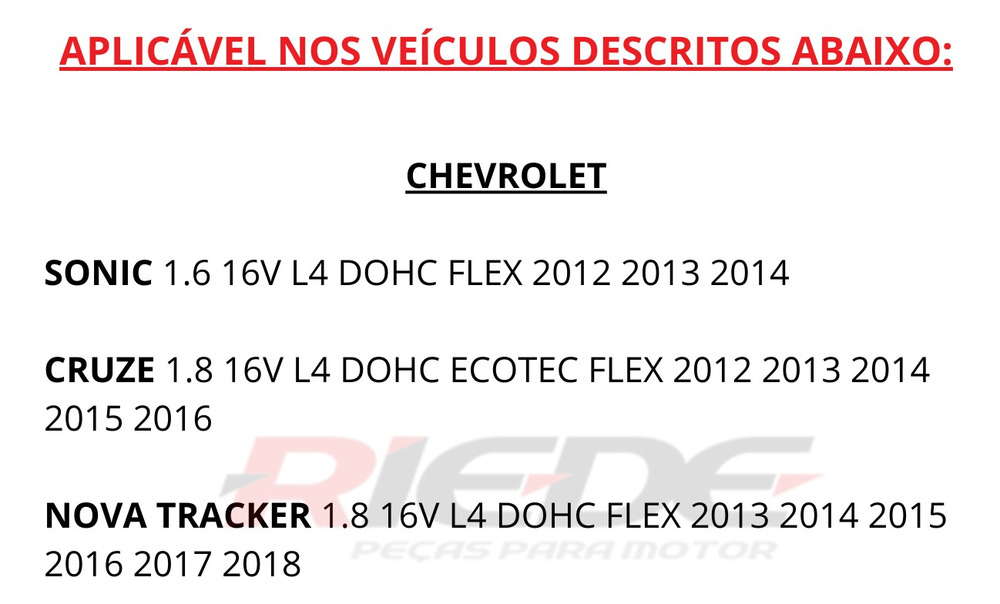 APLICÁVEL NOS VEÍCULOS DESCRITOS ABAIXO:
CHEVROLET
SONIC 1.6 16V L4 DOHC FLEX 2012 2013 2014
CRUZE 1.8 16V L4 DOHC ECOTEC FLEX 2012 2013 2014
2015 2016
RIEDE
PEÇAS PARA MOTOR
NOVA TRACKER 1.8 16V L4 DOHC FLEX 2013 2014 2015
2016 2017 2018